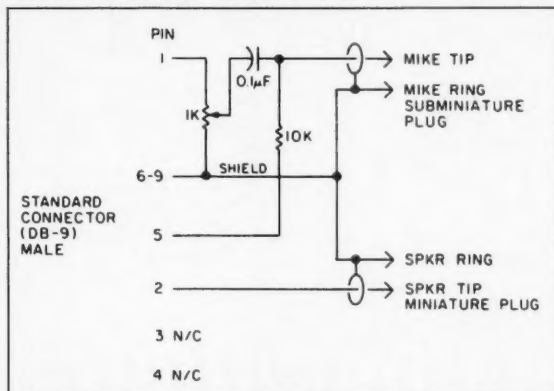 PIN
1
0.1µF
MIKE TIP
MIKE RING
SUBMINIATURE
PLUG
1K
10K
6-9
SHIELD
STANDARD
CONNECTOR
(DB-9)
MALE
5
SPKR RING
2
SPKR TIP
MINIATURE PLUG
3 N/C
4 N/C